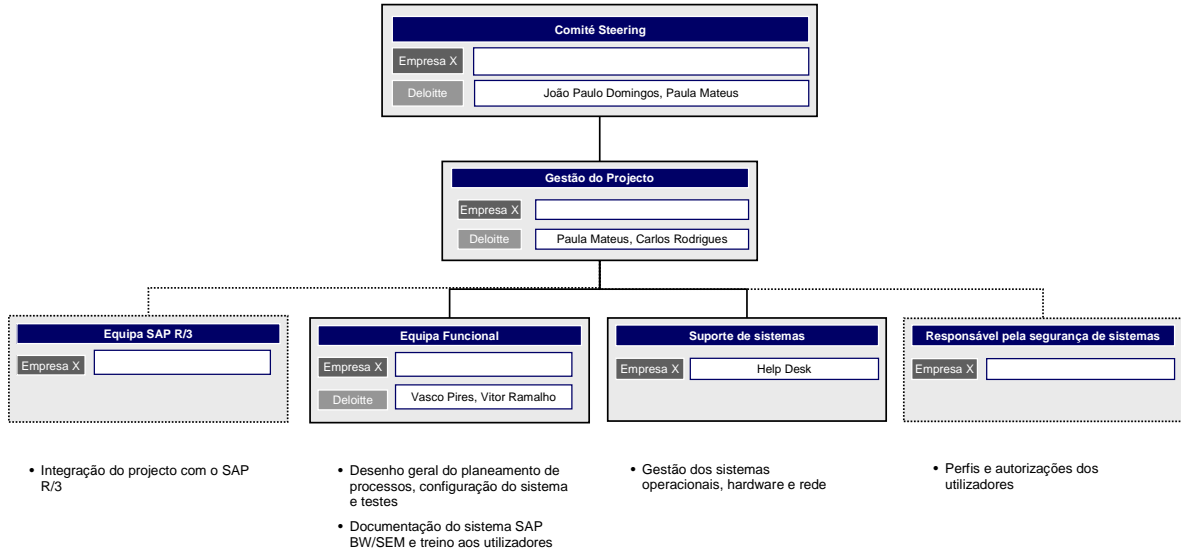 Comité Steering
Empresa X
Deloitte
João Paulo Domingos, Paula Mateus
Gestão do Projecto
Empresa X
Deloitte
Paula Mateus, Carlos Rodrigues
Equipa SAP R/3
Empresa X
Equipa Funcional
Empresa X
Deloitte
Vasco Pires, Vitor Ramalho
Suporte de sistemas
Empresa X
Help Desk
Responsável pela segurança de sistemas
Empresa X
• Integração do projecto com o SAP
R/3
• Desenho geral do planeamento de
processos, configuração do sistema
e testes
• Documentação do sistema SAP
BW/SEM e treino aos utilizadores
• Gestão dos sistemas
operacionais, hardware e rede
• Perfis e autorizações dos
utilizadores